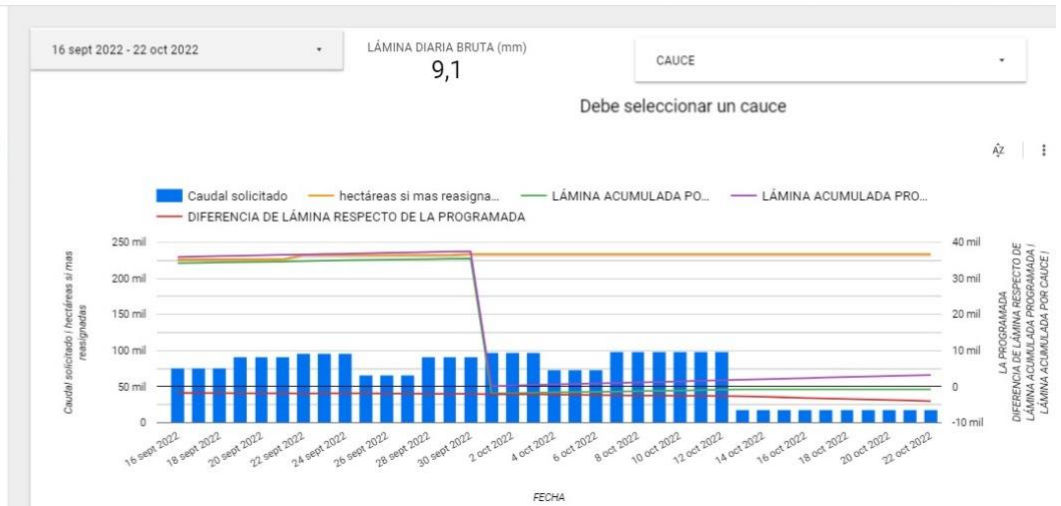 16 sept 2022 - 22 oct 2022
LÁMINA DIARIA BRUTA (mm)
9,1
CAUCE
Debe seleccionar un cauce
Caudal solicitado
hectáreas si mas reasigna...
LÁMINA ACUMULADA PO...
LÁMINA ACUMULADA PRO...
DIFERENCIA DE LÁMINA RESPECTO DE LA PROGRAMADA
Caudal solicitado | hectáreas si mas
reasignadas
250 mil
200 mil
150 mil
100 mil
50 mil
0
40 mil
30 mil
20 mil
10 mil
0
-10 mil
LA PROGRAMADA
DIFERENCIA DE LÁMINA RESPECTO DE
LÁMINA ACUMULADA PROGRAMADA |
LÁMINA ACUMULADA POR CAUCE |
16 sept 2022
18 sept 2022
20 sept 2022
22 sept 2022
24 sept 2022
26 sept 2022
28 sept 2022
30 sept 2022
2 oct 2022
4 oct 2022
6 oct 2022
8 oct 2022
10 oct 2022
12 oct 2022
14 oct 2022
16 oct 2022
18 oct 2022
20 oct 2022
22 oct 2022
FECHA